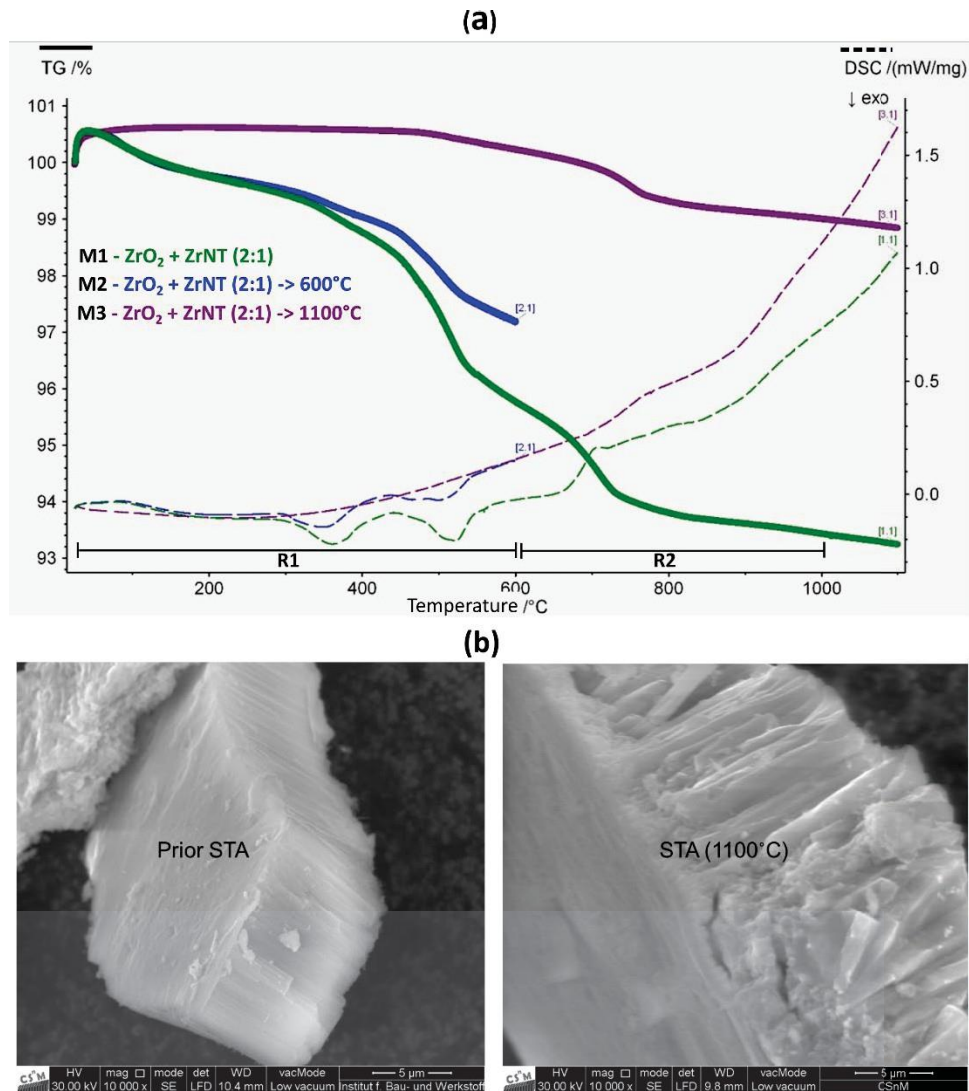 (a)
TG /%
DSC /(mW/mg)
↓ exo
[3.1]
101
1.5
100
[3.1]
99
[1.1]
M1 - ZrO₂ + ZrNT (2:1)
1.0
98
M2 - ZrO₂ + ZrNT (2:1) -> 600°C
M3 - ZrO₂ + ZrNT (2:1) -> 1100°C
97
[2.1]
0.5
96
95
[2.1]
94
0.0
93
[1.1]
R1
R2
200
400
600
800
1000
Temperature /°C
(b)
Prior STA
STA (1100°C)
CSnM
HV
mag
mode
det
WD
vacMode
5 µm
30.00 kV
10 000 x
SE
LFD
10.4 mm
Low vacuum
Institut f. Bau- und Werkstoff
CSnM
HV
mag
mode
det
WD
vacMode
5 µm
30.00 kV
10 000 x
SE
LFD
9.8 mm
Low vacuum
CSnM